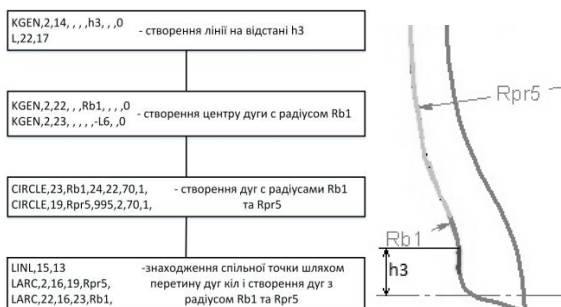 KGEN,2,14, , , ,h3, , ,0 - створення лінії на відстані h3
L,22,17
KGEN,2,22, , ,Rb1, , , ,0 - створення центру дуги с радіусом Rb1
KGEN,2,23, , , , ,-L6, ,0
CIRCLE,23,Rb1,24,22,70,1, - створення дуг с радіусами Rb1
CIRCLE,19,Rpr5,995,2,70,1, та Rpr5
LINL,15,13 -знаходження спільної точки шляхом
LARC,2,16,19,Rpr5, перетину дуг кіл і створення дуг з
LARC,22,16,23,Rb1, радіусом Rb1 та Rpr5
Rpr5
Rb1
h3